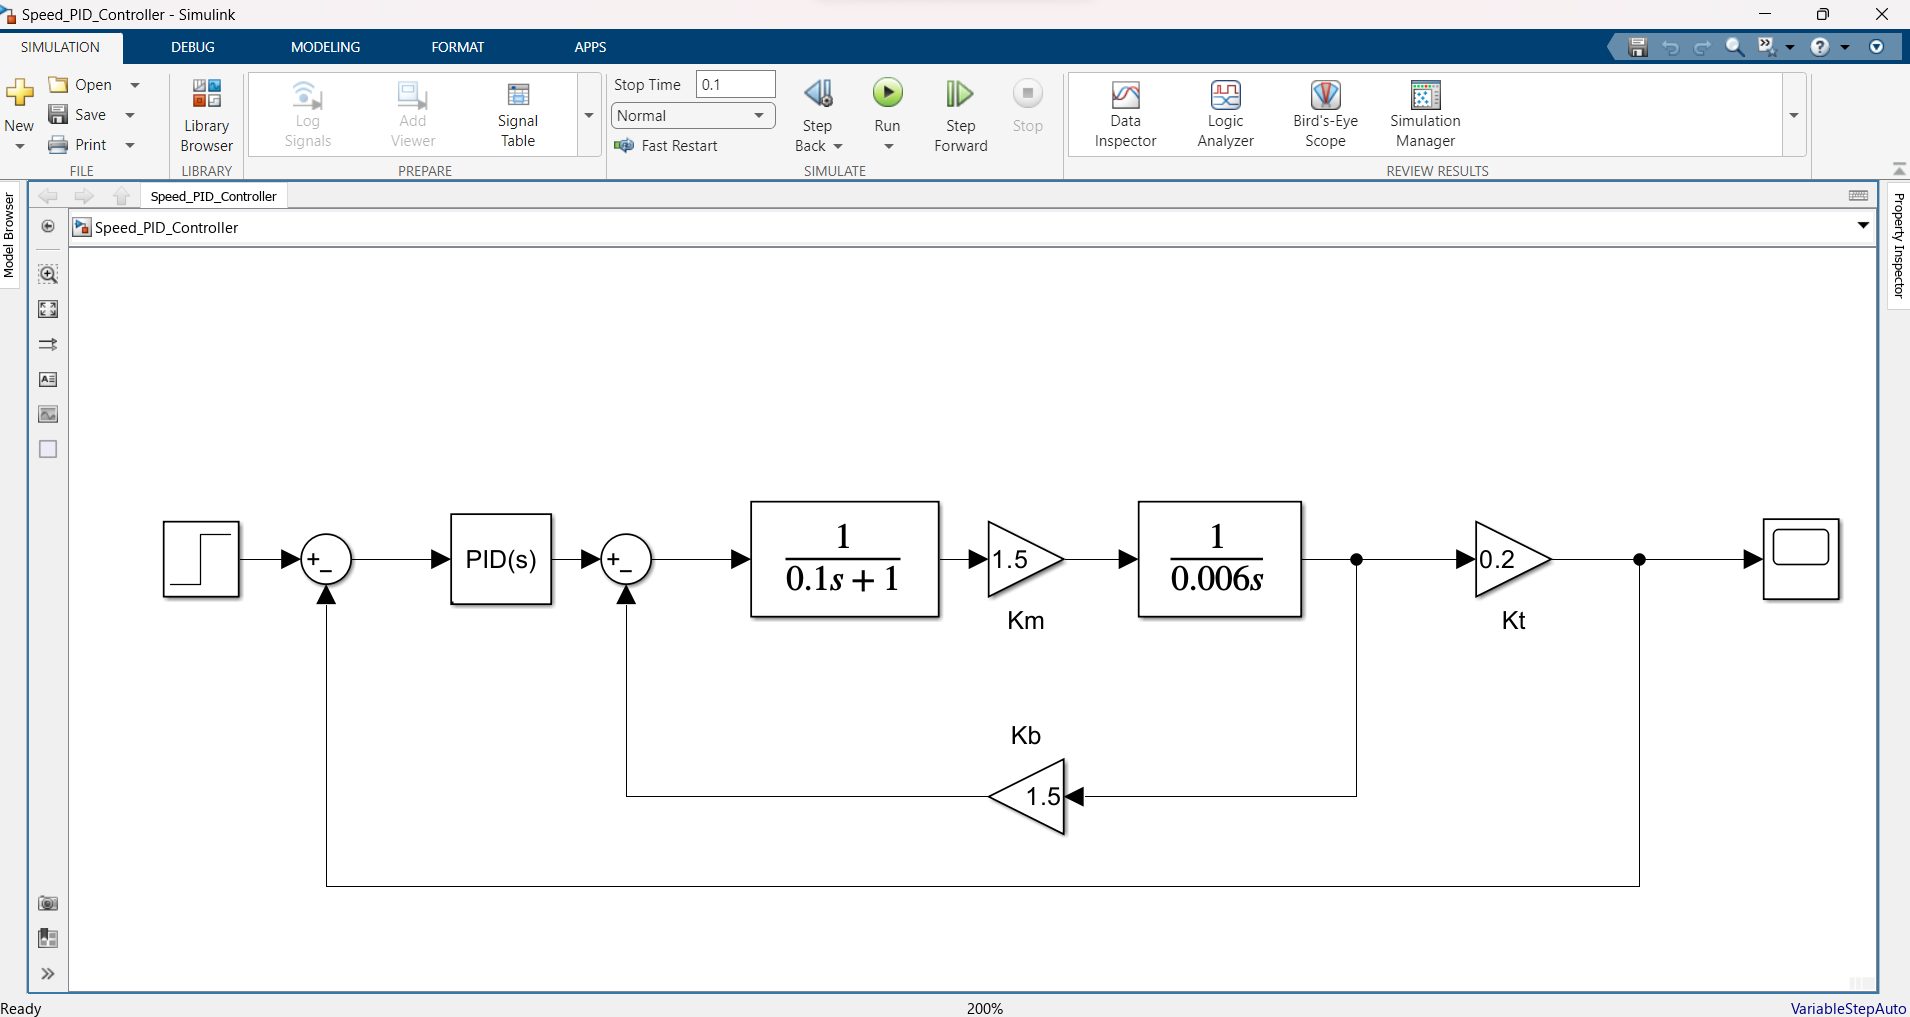 Speed_PID_Controller - Simulink
SIMULATION DEBUG MODELING FORMAT APPS
New
Open
Save
Print
FILE
Library
Browser
LIBRARY
Log
Signals
Add
Viewer
Signal
Table
PREPARE
Stop Time 0.1
Normal
Fast Restart
Step
Back
Run
Step
Forward
Stop
SIMULATE
Data
Inspector
Logic
Analyzer
Bird's-Eye
Scope
Simulation
Manager
REVIEW RESULTS
Model Browser
Property Inspector
Speed_PID_Controller
Speed_PID_Controller
+
−
PID(s)
+
−
1
0.1s + 1
1.5
Km
1
0.006s
0.2
Kt
Kb
1.5
Ready 200% VariableStepAuto